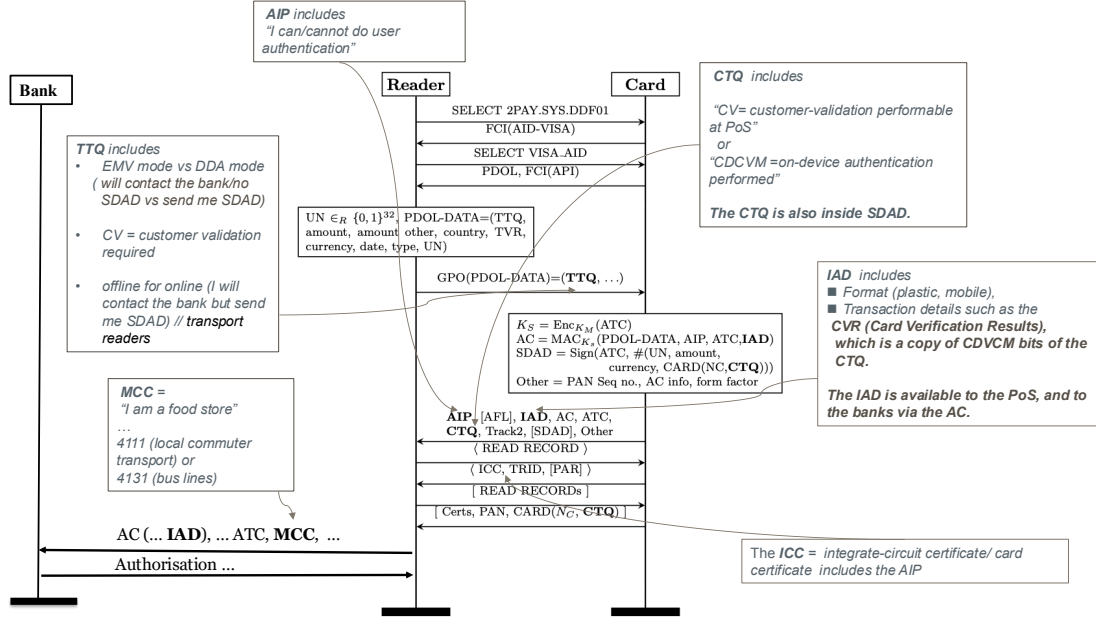 AIP includes
"I can/cannot do user
authentication"
Bank
Reader
Card
CTQ includes
"CV= customer-validation performable
at PoS"
or
"CDCVM =on-device authentication
performed"
The CTQ is also inside SDAD.
TTQ includes
• EMV mode vs DDA mode
( will contact the bank/no
SDAD vs send me SDAD)
• CV = customer validation
required
• offline for online (I will
contact the bank but send
me SDAD) // transport
readers
SELECT 2PAY.SYS.DDF01
FCI(AID-VISA)
SELECT VISA_AID
PDOL, FCI(API)
UN ∈R {0,1}^32, PDOL-DATA=(TTQ,
amount, amount other, country, TVR,
currency, date, type, UN)
GPO(PDOL-DATA)=(TTQ, ...)
IAD includes
■ Format (plastic, mobile),
■ Transaction details such as the
CVR (Card Verification Results),
which is a copy of CDVCM bits of the
CTQ.
The IAD is available to the PoS, and to
the banks via the AC.
KS = EncKM(ATC)
AC = MACKs(PDOL-DATA, AIP, ATC,IAD)
SDAD = Sign(ATC, #(UN, amount,
currency, CARD(NC,CTQ)))
Other = PAN Seq no., AC info, form factor
MCC =
"I am a food store"
...
4111 (local commuter
transport) or
4131 (bus lines)
AIP, [AFL], IAD, AC, ATC,
CTQ, Track2, [SDAD], Other
⟨ READ RECORD ⟩
⟨ ICC, TRID, [PAR] ⟩
[ READ RECORDs ]
[ Certs, PAN, CARD(NC, CTQ) ]
AC (... IAD), ... ATC, MCC, ...
Authorisation ...
The ICC = integrate-circuit certificate/ card
certificate includes the AIP